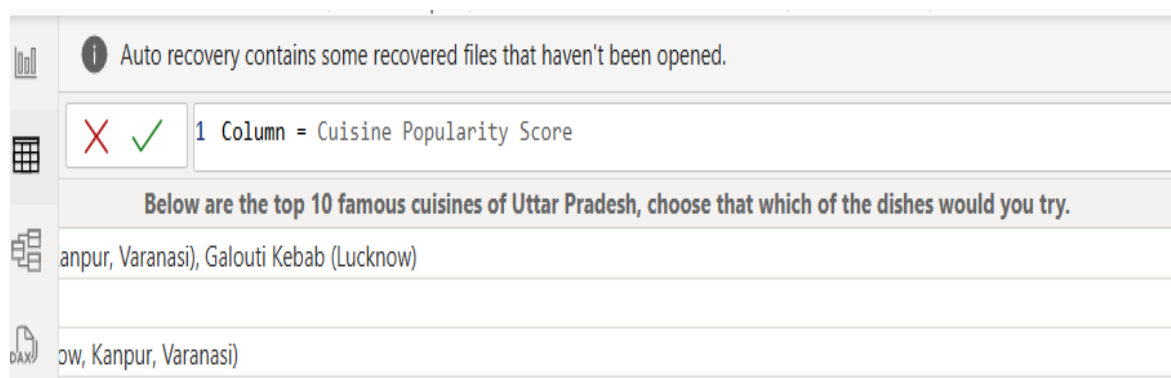 Auto recovery contains some recovered files that haven't been opened.
1 Column = Cuisine Popularity Score
Below are the top 10 famous cuisines of Uttar Pradesh, choose that which of the dishes would you try.
anpur, Varanasi), Galouti Kebab (Lucknow)
ow, Kanpur, Varanasi)
DAX